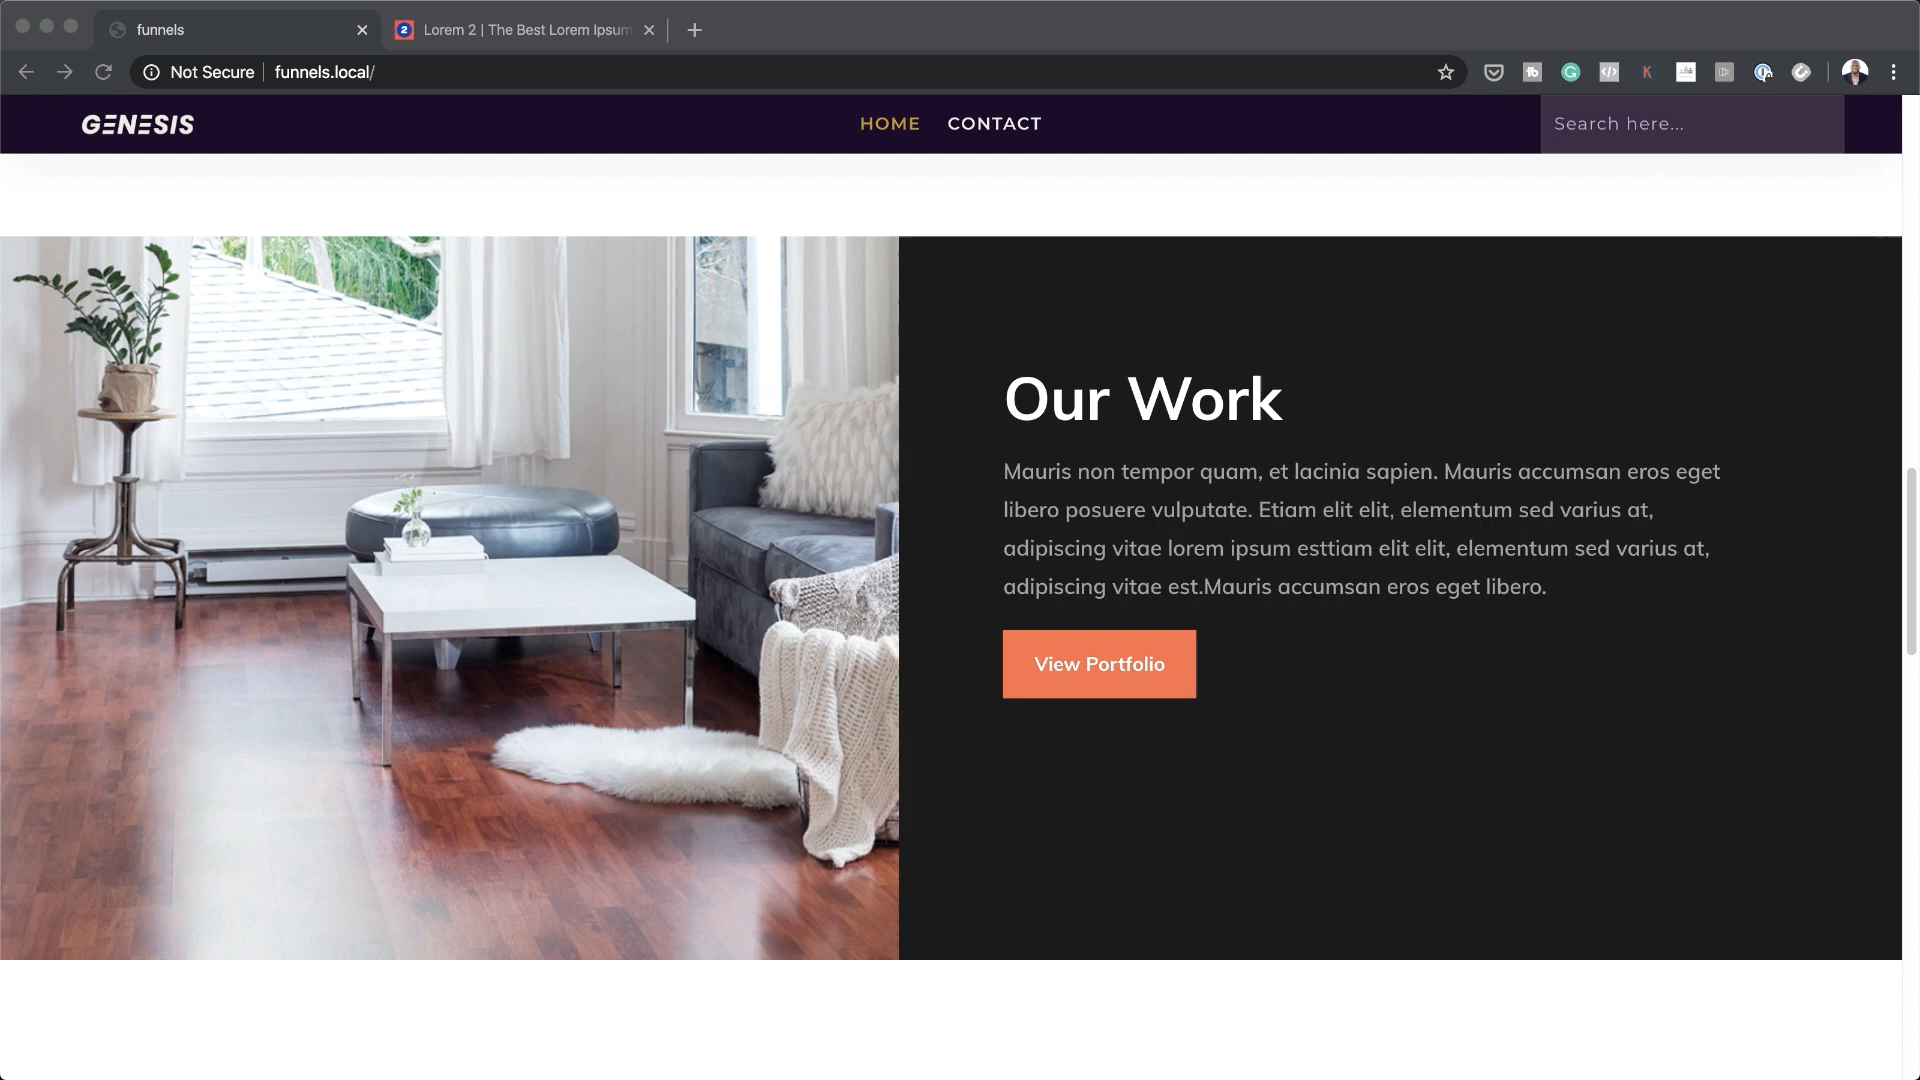 funnels
Lorem 2 | The Best Lorem Ipsum
Not Secure funnels.local/
GENESIS
HOME CONTACT
Search here...
Our Work
Mauris non tempor quam, et lacinia sapien. Mauris accumsan eros eget
libero posuere vulputate. Etiam elit elit, elementum sed varius at,
adipiscing vitae lorem ipsum esttiam elit elit, elementum sed varius at,
adipiscing vitae est.Mauris accumsan eros eget libero.
View Portfolio